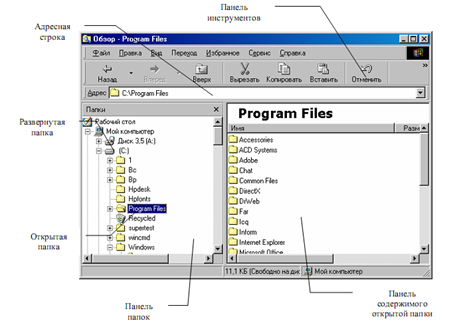 Адресная
строка
Панель
инструментов
Обзор - Program Files
Файл Правка Вид Переход Избранное Сервис Справка
Назад Вперед Вверх Вырезать Копировать Вставить Отменить
Адрес C:\Program Files
Папки
Развернутая
папка
Рабочий стол
Мой компьютер
Диск 3,5 (A:)
(C:)
1
Bc
Bp
Hpdesk
Hpfonts
Program Files
Recycled
supertest
wincmd
Windows
Открытая
папка
Program Files
Имя Разм
Accessories
ACD Systems
Adobe
Chat
Common Files
DirectX
DrWeb
Far
Icq
Inform
Internet Explorer
Microsoft Office
11,1 КБ (Свободно на дис Мой компьютер
Панель
папок
Панель
содержимого
открытой папки